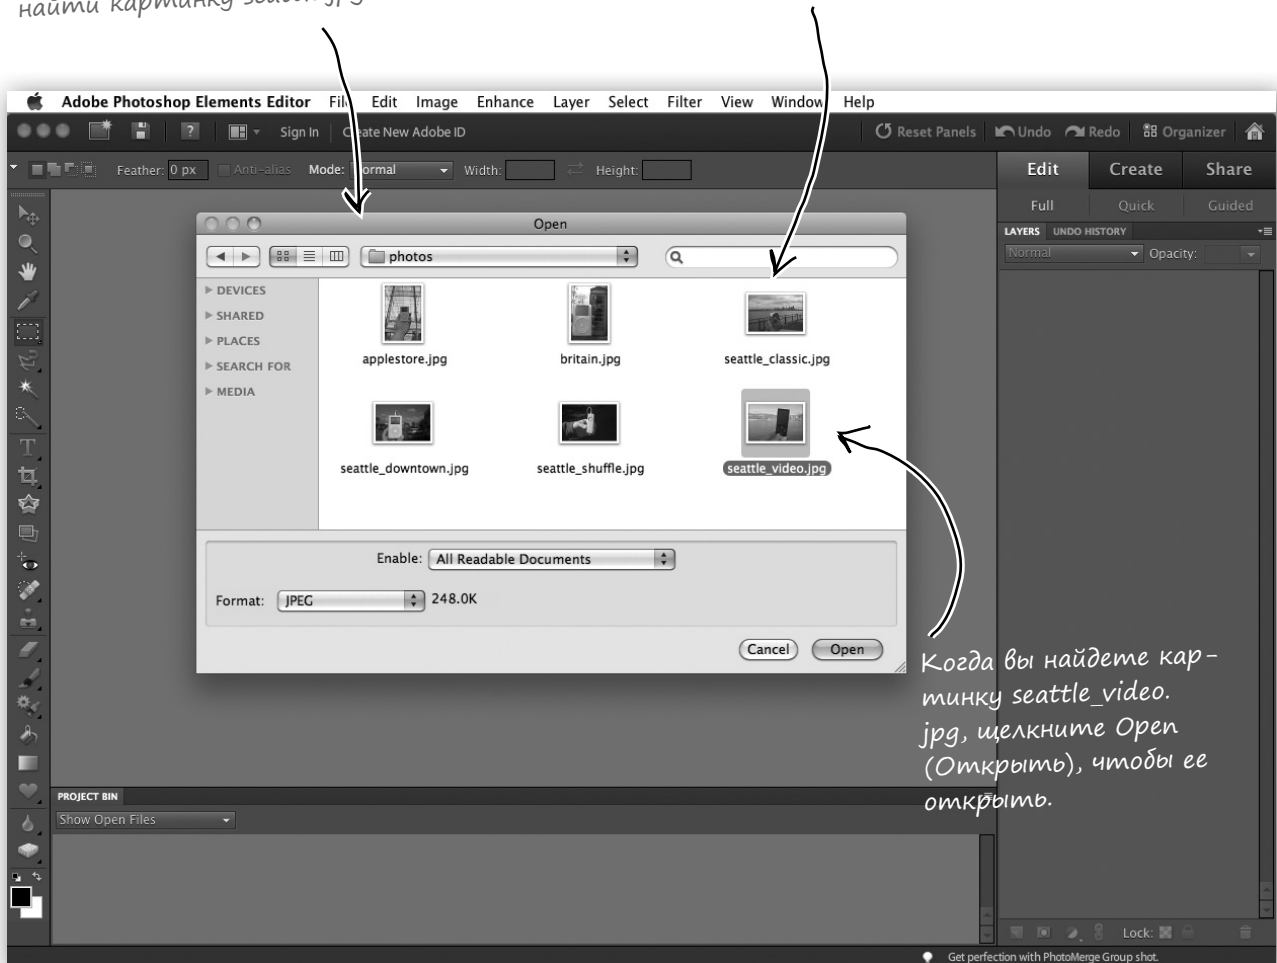 найти картинку
Adobe Photoshop Elements Editor File Edit Image Enhance Layer Select Filter View Window Help
? Sign In Create New Adobe ID Reset Panels Undo Redo Organizer
Feather: 0 px Anti-alias Mode: Normal Width: Height: Edit Create Share
Full Quick Guided
Open
LAYERS UNDO HISTORY
photos
Normal Opacity:
DEVICES
SHARED
PLACES
SEARCH FOR
MEDIA
applestore.jpg britain.jpg seattle_classic.jpg
seattle_downtown.jpg seattle_shuffle.jpg seattle_video.jpg
Enable: All Readable Documents
Format: JPEG 248.0K
Cancel Open
Когда вы найдете кар-
тинку seattle_video.
jpg, щелкните Open
(Открыть), чтобы ее
открыть.
T
PROJECT BIN
Show Open Files
Lock:
Get perfection with PhotoMerge Group shot.